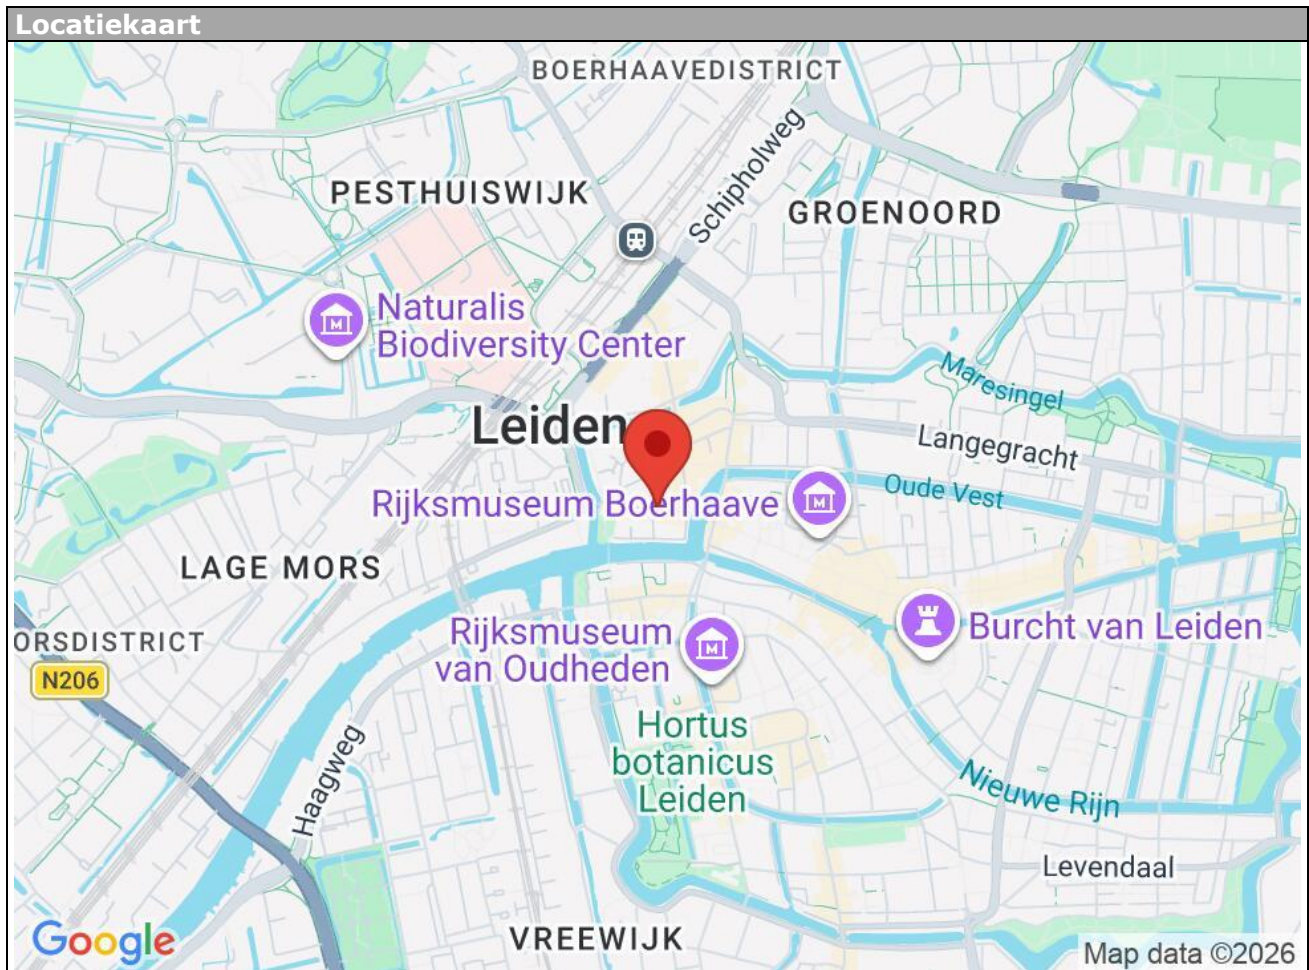 Locatiekaart
BOERHAAVEDISTRICT
Schipholweg
PESTHUISWIJK
GROENOORD
Naturalis
Biodiversity Center
Maresingel
Leiden
Langegracht
Rijksmuseum Boerhaave
Oude Vest
LAGE MORS
ORSDISTRICT
N206
Rijksmuseum
van Oudheden
Burcht van Leiden
Hortus
botanicus
Leiden
Haagweg
Nieuwe Rijn
Levendaal
VREEWIJK
Google
Map data ©2026